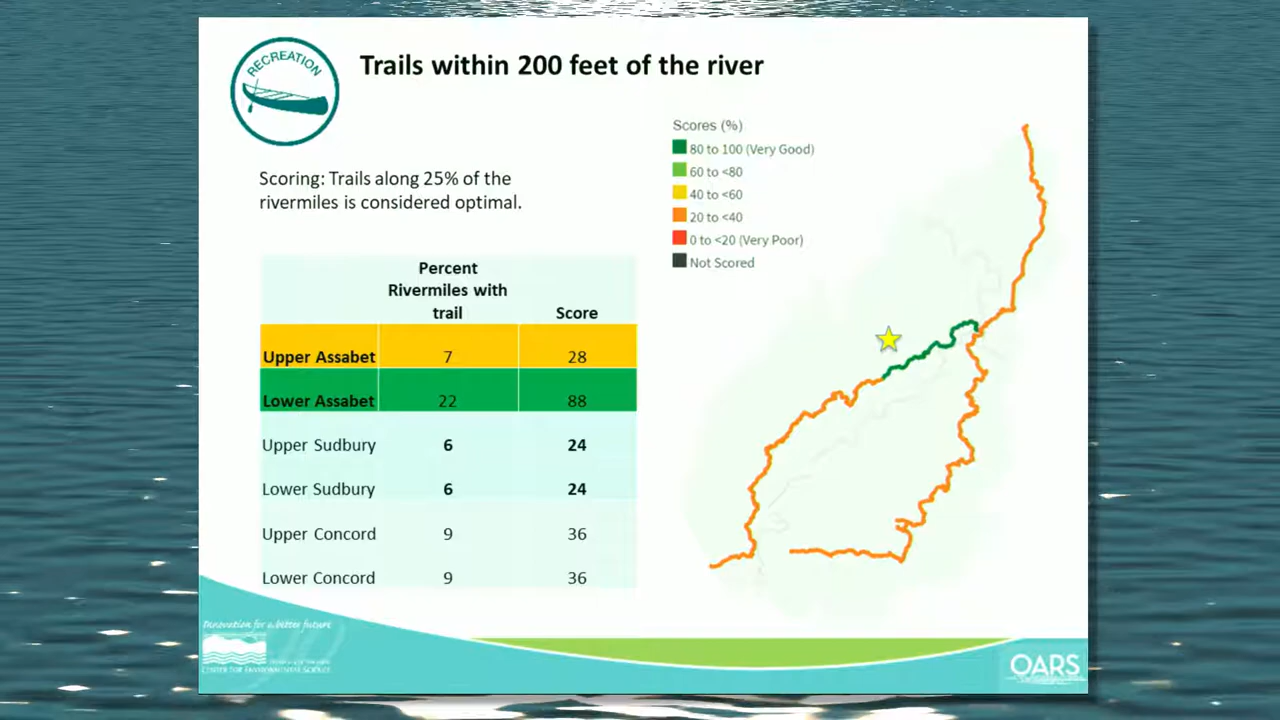 RECREATION
Trails within 200 feet of the river
Scoring: Trails along 25% of the
rivermiles is considered optimal.
Scores (%)
80 to 100 (Very Good)
60 to <80
40 to <60
20 to <40
0 to <20 (Very Poor)
Not Scored
Percent
Rivermiles with
trail Score
Upper Assabet 7 28
Lower Assabet 22 88
Upper Sudbury 6 24
Lower Sudbury 6 24
Upper Concord 9 36
Lower Concord 9 36
Innovation for a better future
CENTER FOR ENVIRONMENTAL SCIENCE
OARS